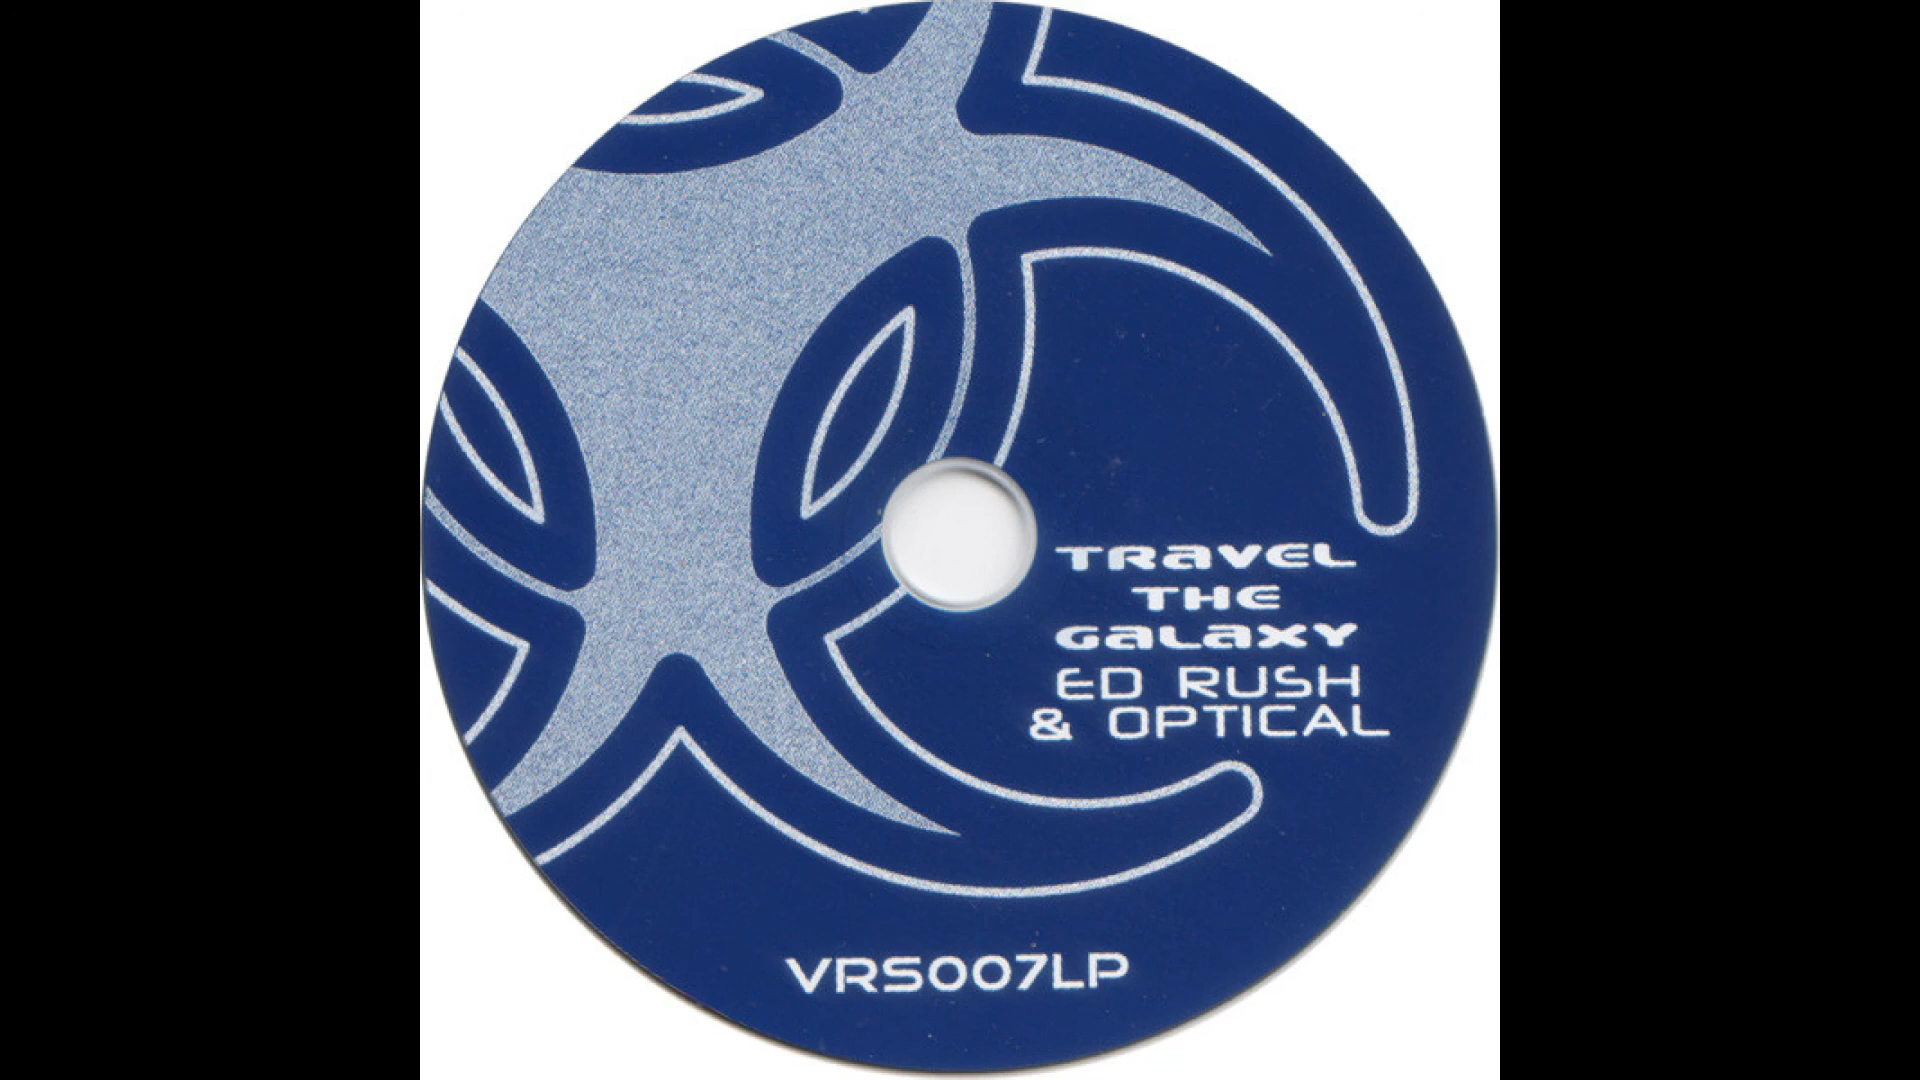 TRAVEL
THE
GALAXY
ED RUSH
& OPTICAL
VRS007LP